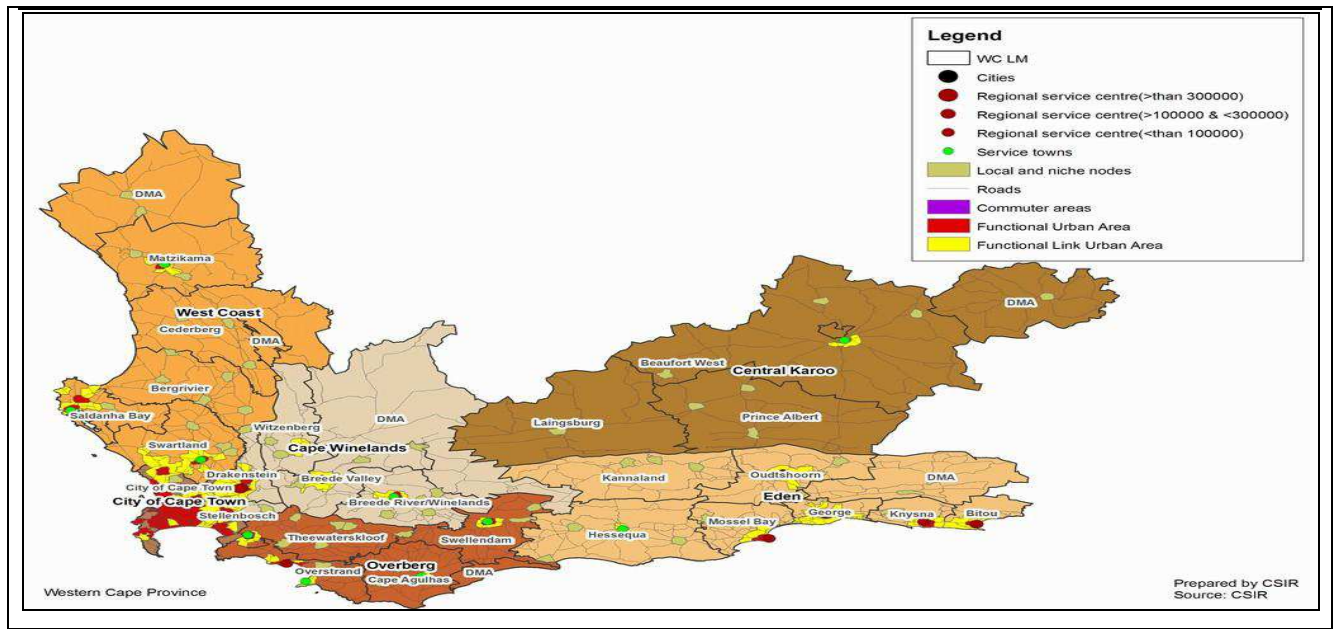 Legend
WC LM
Cities
Regional service centre(>than 300000)
Regional service centre(>100000 & <300000)
Regional service centre(<than 100000)
Service towns
Local and niche nodes
Roads
Commuter areas
Functional Urban Area
Functional Link Urban Area
DMA
Matzikama
West Coast
Cederberg
DMA
Bergrivier
Saldanha Bay
Swartland
Witzenberg
DMA
Cape Winelands
Drakenstein
Breede Valley
City of Cape Town
City of Cape Town
Stellenbosch
Breede River/Winelands
Theewaterskloof
Swellendam
Overstrand
Overberg
Cape Agulhas
DMA
DMA
Beaufort West
Central Karoo
Laingsburg
Prince Albert
Kannaland
Oudtshoorn
DMA
Eden
Hessequa
Mossel Bay
George
Knysna
Bitou
Western Cape Province
Prepared by CSIR
Source: CSIR